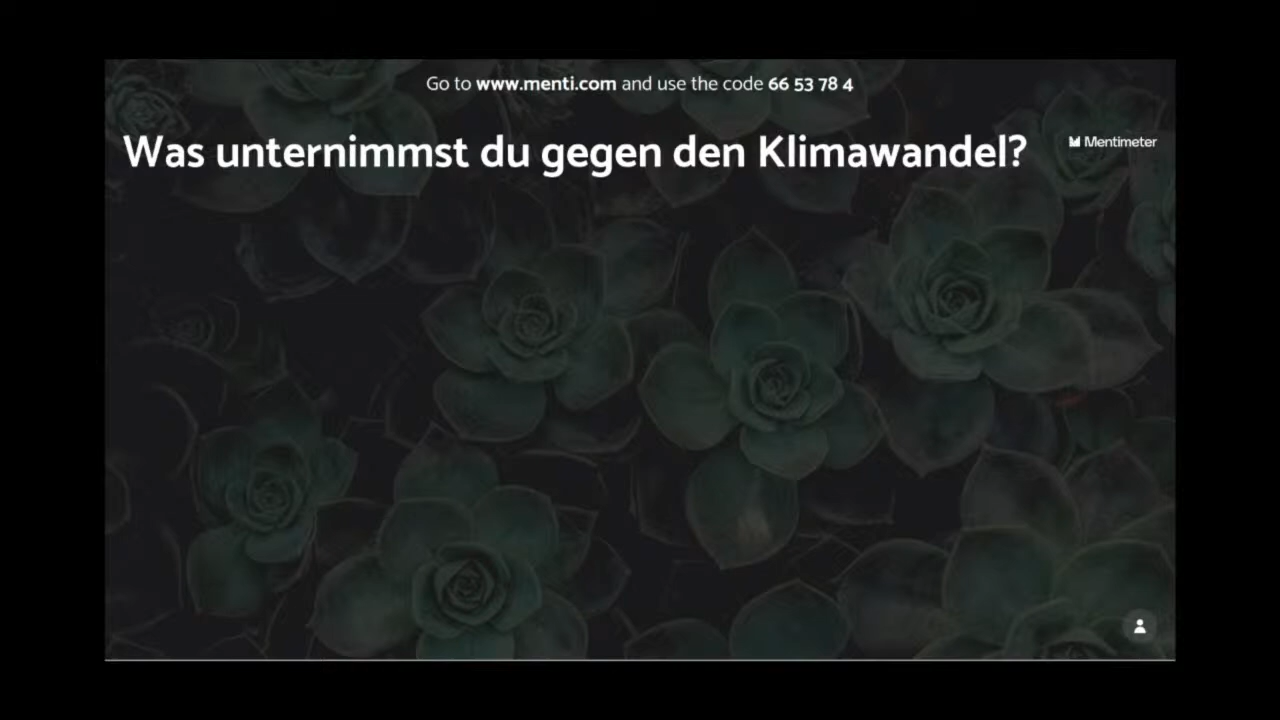 Go to www.menti.com and use the code 66 53 78 4
Was unternimmst du gegen den Klimawandel?
Mentimeter